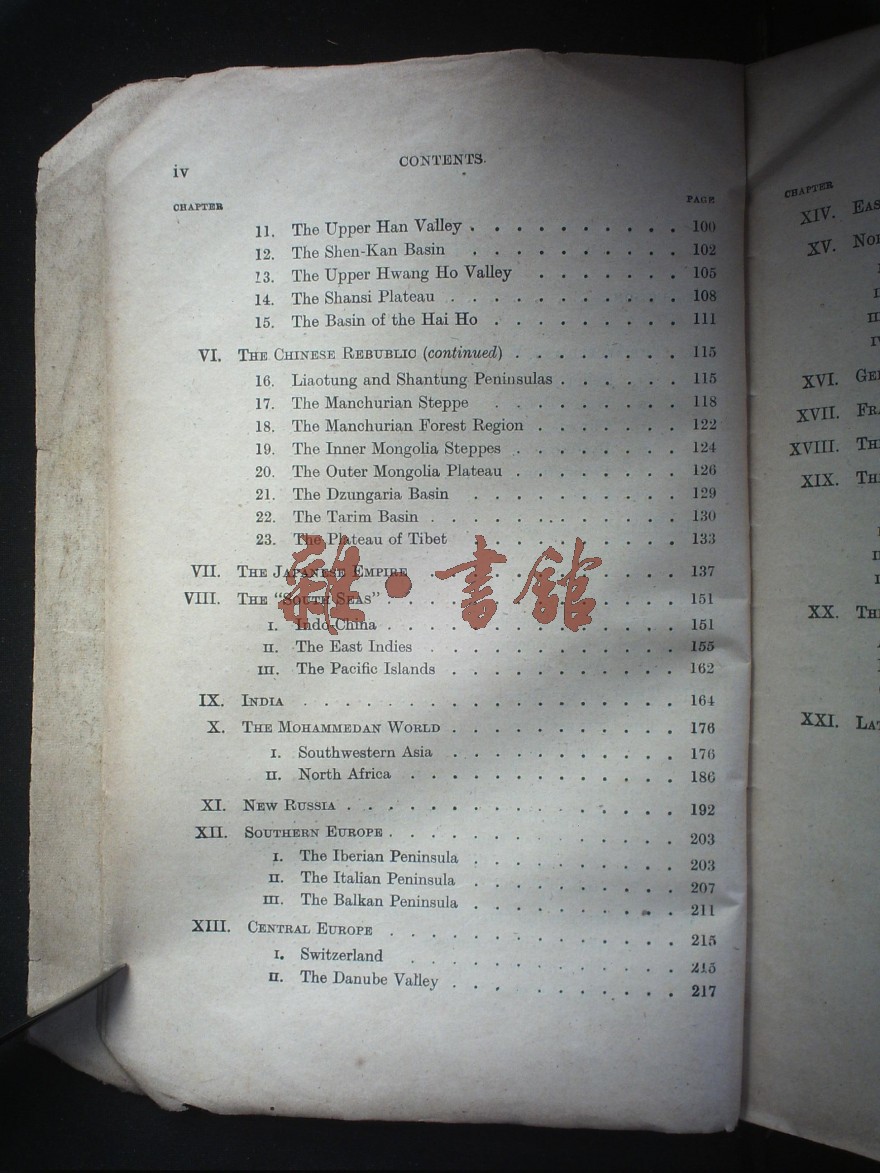 iv
CONTENTS.
CHAPTER PAGE
11. The Upper Han Valley . . . . . . . . . . 100
12. The Shen-Kan Basin . . . . . . . . . . 102
13. The Upper Hwang Ho Valley . . . . . . . 105
14. The Shansi Plateau . . . . . . . . . . . 108
15. The Basin of the Hai Ho . . . . . . . . . 111
VI. THE CHINESE REBUBLIC (continued) . . . . . . . . 115
16. Liaotung and Shantung Peninsulas . . . . . . 115
17. The Manchurian Steppe . . . . . . . . . 118
18. The Manchurian Forest Region . . . . . . . 122
19. The Inner Mongolia Steppes . . . . . . . . 124
20. The Outer Mongolia Plateau . . . . . . . . 126
21. The Dzungaria Basin . . . . . . . . . . 129
22. The Tarim Basin . . . . . . . . . . . . 130
23. The Plateau of Tibet . . . . . . . . . . 133
VII. THE JAPANESE EMPIRE . . . . . . . . . . . 137
VIII. THE "SOUTH SEAS" . . . . . . . . . . . . . 151
I. Indo-China . . . . . . . . . . . . . 151
II. The East Indies . . . . . . . . . . . . 155
III. The Pacific Islands . . . . . . . . . . . 162
IX. INDIA . . . . . . . . . . . . . . . . 164
X. THE MOHAMMEDAN WORLD . . . . . . . . . . 176
I. Southwestern Asia . . . . . . . . . . 176
II. North Africa . . . . . . . . . . . . 186
XI. NEW RUSSIA . . . . . . . . . . . . . . 192
XII. SOUTHERN EUROPE . . . . . . . . . . . . 203
I. The Iberian Peninsula . . . . . . . . . . 203
II. The Italian Peninsula . . . . . . . . . . 207
III. The Balkan Peninsula . . . . . . . . . . 211
XIII. CENTRAL EUROPE . . . . . . . . . . . . 215
I. Switzerland . . . . . . . . . . . . 215
II. The Danube Valley . . . . . . . . . . . 217
雜·書館
CHAPTER
XIV.
XV.
XVI.
XVII.
XVIII.
XIX.
XX.
XXI.